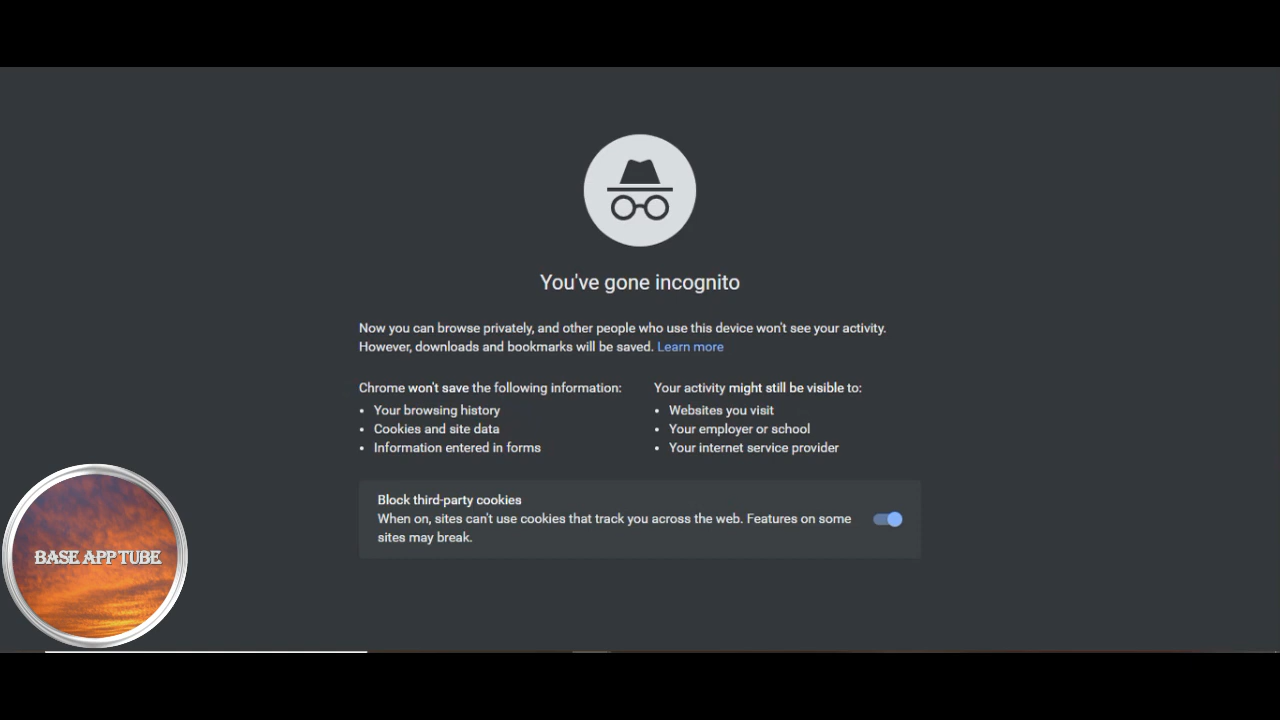 You've gone incognito
Now you can browse privately, and other people who use this device won't see your activity.
However, downloads and bookmarks will be saved. Learn more
Chrome won't save the following information:
• Your browsing history
• Cookies and site data
• Information entered in forms
Your activity might still be visible to:
• Websites you visit
• Your employer or school
• Your internet service provider
Block third-party cookies
When on, sites can't use cookies that track you across the web. Features on some
sites may break.
BASE APP TUBE